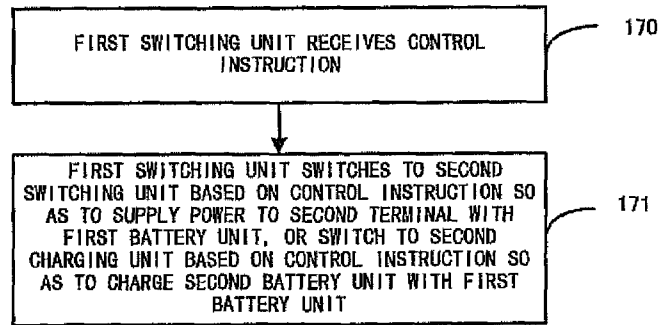 FIRST SWITCHING UNIT RECEIVES CONTROL
INSTRUCTION
170
FIRST SWITCHING UNIT SWITCHES TO SECOND
SWITCHING UNIT BASED ON CONTROL INSTRUCTION SO
AS TO SUPPLY POWER TO SECOND TERMINAL WITH
FIRST BATTERY UNIT, OR SWITCH TO SECOND
CHARGING UNIT BASED ON CONTROL INSTRUCTION SO
AS TO CHARGE SECOND BATTERY UNIT WITH FIRST
BATTERY UNIT
171